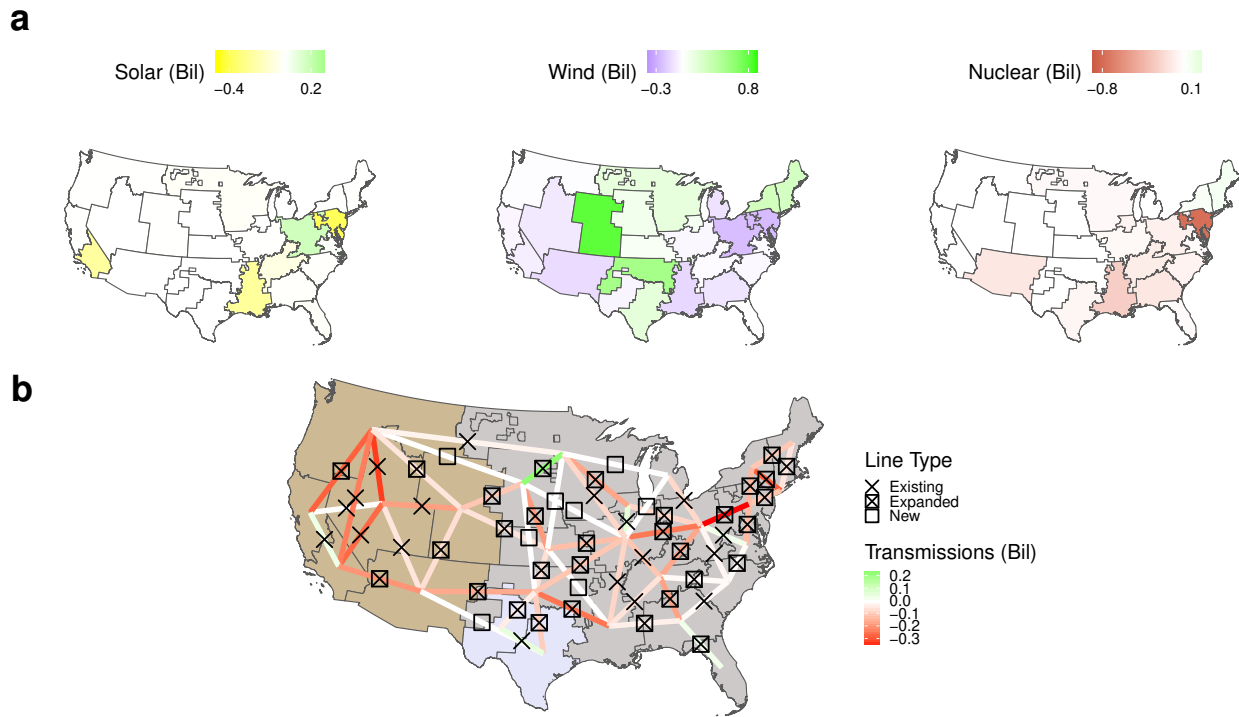 a
Solar (Bil)
−0.4 0.2
Wind (Bil)
−0.3 0.8
Nuclear (Bil)
−0.8 0.1
b
Line Type
Existing
Expanded
New
Transmissions (Bil)
0.2
0.1
0.0
−0.1
−0.2
−0.3